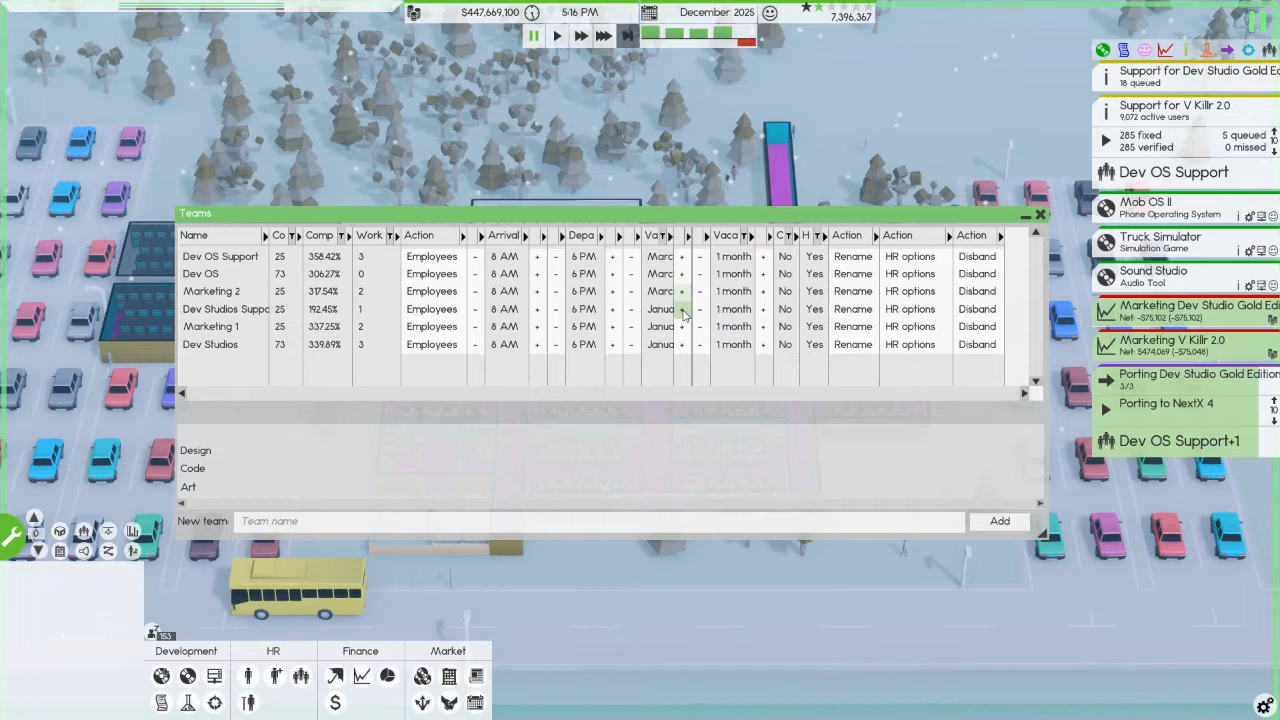 $447,669,100
5:16 PM
December 2025
7,396,367
Support for Dev Studio Gold Ed
18 queued
Support for V Killr 2.0
9,072 active users
285 fixed 5 queued
285 verified 0 missed
10
Dev OS Support
Mob OS II
Phone Operating System
Truck Simulator
Simulation Game
Sound Studio
Audio Tool
Marketing Dev Studio Gold Ed
Net: -$75,102 (-$75,102)
Marketing V Killr 2.0
Net: $474,069 (-$75,048)
Porting Dev Studio Gold Edition
3/3
Porting to NextX 4
10
Dev OS Support+1
Teams
Name Co Comp Work Action Arrival Depa Va Vaca C H Action Action Action
Dev OS Support 25 358.42% 3 Employees - 8 AM + - 6 PM + - Marc + - 1 month + No Yes Rename HR options Disband
Dev OS 73 306.27% 0 Employees - 8 AM + - 6 PM + - Marc + - 1 month + No Yes Rename HR options Disband
Marketing 2 25 317.54% 2 Employees - 8 AM + - 6 PM + - Marc + - 1 month + No Yes Rename HR options Disband
Dev Studios Suppo 25 192.45% 1 Employees - 8 AM + - 6 PM + - Janua + - 1 month + No Yes Rename HR options Disband
Marketing 1 25 337.25% 2 Employees - 8 AM + - 6 PM + - Janua + - 1 month + No Yes Rename HR options Disband
Dev Studios 73 339.89% Employees - 8 AM + - 6 PM + - Janua + - 1 month + No Yes Rename HR options Disband
Design
Code
Art
New team Team name Add
0
153
Development HR Finance Market